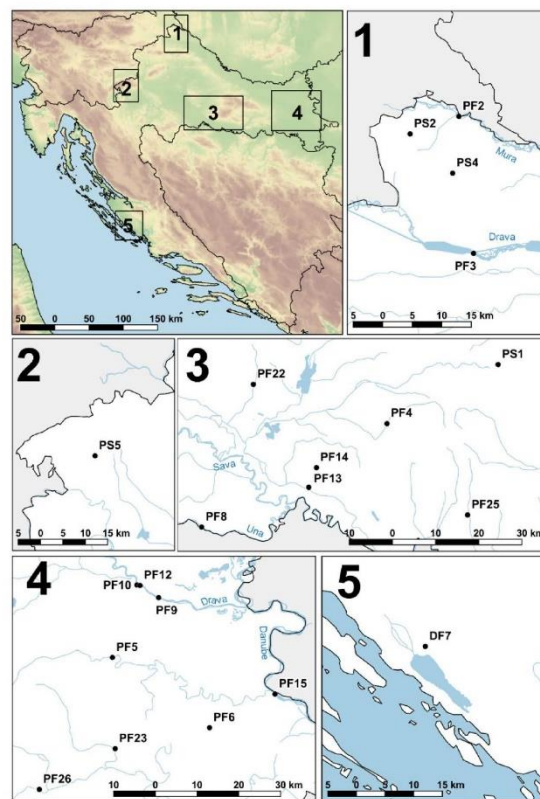 1
2
3
4
5
50 0 50 100 150 km
1
PF2
PS2
Mura
PS4
Drava
PF3
5 0 5 10 15 km
2
PS5
5 0 5 10 15 km
3
PS1
PF22
PF4
PF14
Sava
PF13
PF8
Una
PF25
10 0 10 20 30 km
4
PF12
PF10
PF9
Drava
Danube
PF5
PF15
PF6
PF23
PF26
10 0 10 20 30 km
5
DF7
5 0 5 10 15 km